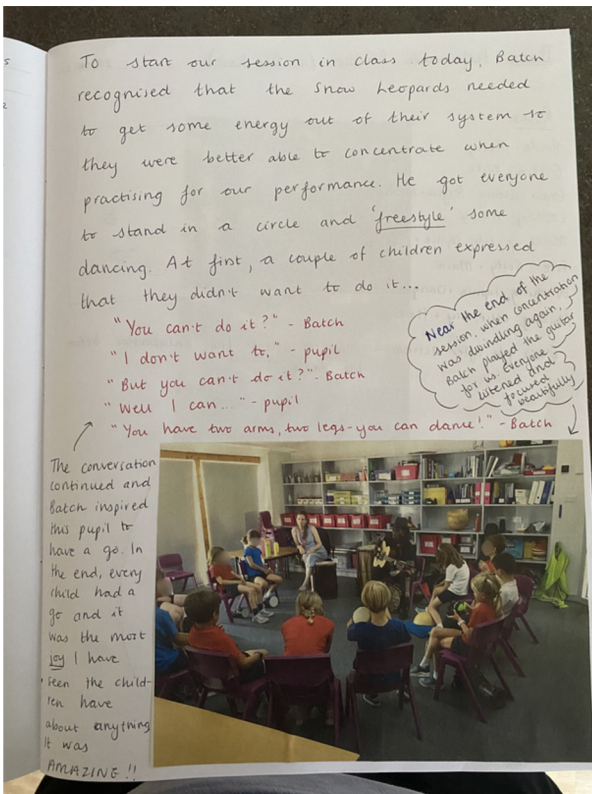 To start our session in class today, Batch
recognised that the Snow Leopards needed
to get some energy out of their system so
they were better able to concentrate when
practising for our performance. He got everyone
to stand in a circle and 'freestyle' some
dancing. At first, a couple of children expressed
that they didn't want to do it...
"You can't do it?" - Batch
"I don't want to," - pupil
"But you can't do it?" - Batch
"Well I can..." - pupil
"You have two arms, two legs - you can dance!" - Batch
Near the end of the
session, when concentration
was dwindling again,
Batch played the guitar
for us. Everyone
listened and
focused
beautifully
The conversation
continued and
Batch inspired
this pupil to
have a go. In
the end, every
child had a
go and it
was the most
joy I have
seen the child-
ren have
about anything
It was
AMAZING!!